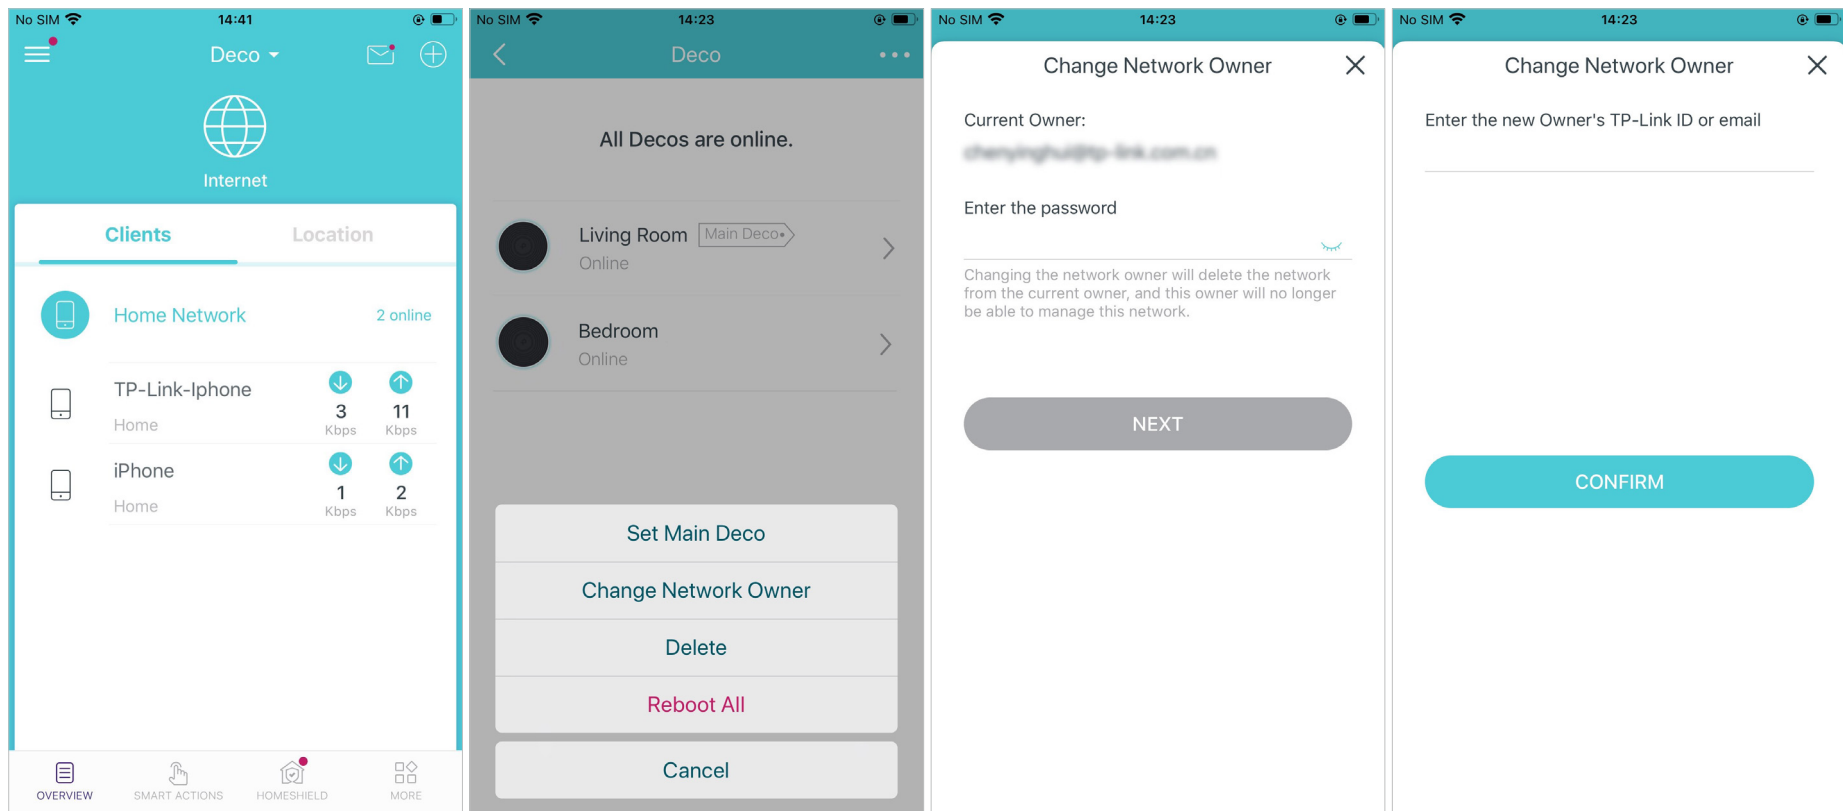 No SIM
14:41
Deco
Internet
Clients
Location
Home Network
2 online
TP-Link-Iphone
Home
3
Kbps
11
Kbps
iPhone
Home
1
Kbps
2
Kbps
OVERVIEW
SMART ACTIONS
HOMESHIELD
MORE
No SIM
14:23
Deco
All Decos are online.
Living Room
Main Deco
Online
Bedroom
Online
Set Main Deco
Change Network Owner
Delete
Reboot All
Cancel
No SIM
14:23
Change Network Owner
Current Owner:
Enter the password
Changing the network owner will delete the network
from the current owner, and this owner will no longer
be able to manage this network.
NEXT
No SIM
14:23
Change Network Owner
Enter the new Owner's TP-Link ID or email
CONFIRM